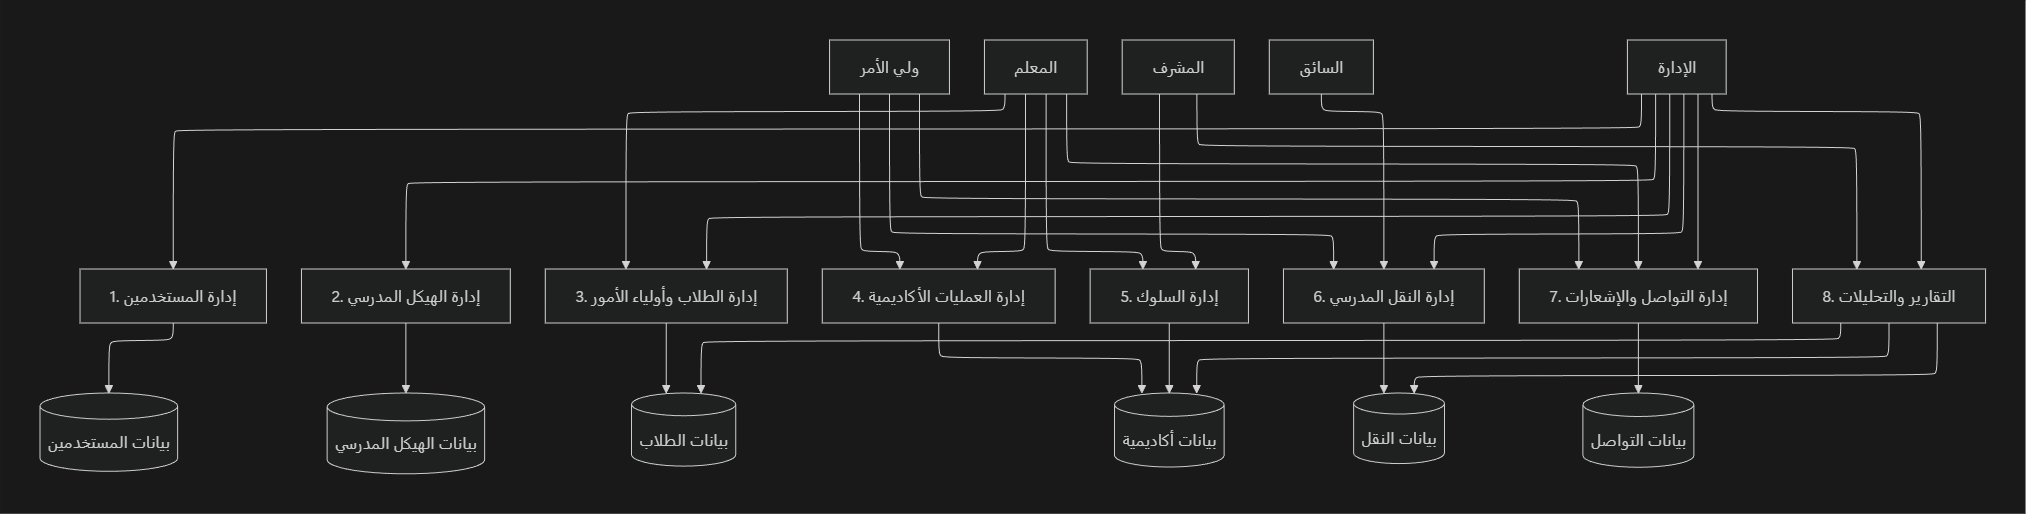 ولي الأمر
المعلم
المشرف
السائق
الإدارة
1. إدارة المستخدمين
2. إدارة الهيكل المدرسي
3. إدارة الطلاب وأولياء الأمور
4. إدارة العمليات الأكاديمية
5. إدارة السلوك
6. إدارة النقل المدرسي
7. إدارة التواصل والإشعارات
8. التقارير والتحليلات
بيانات المستخدمين
بيانات الهيكل المدرسي
بيانات الطلاب
بيانات أكاديمية
بيانات النقل
بيانات التواصل